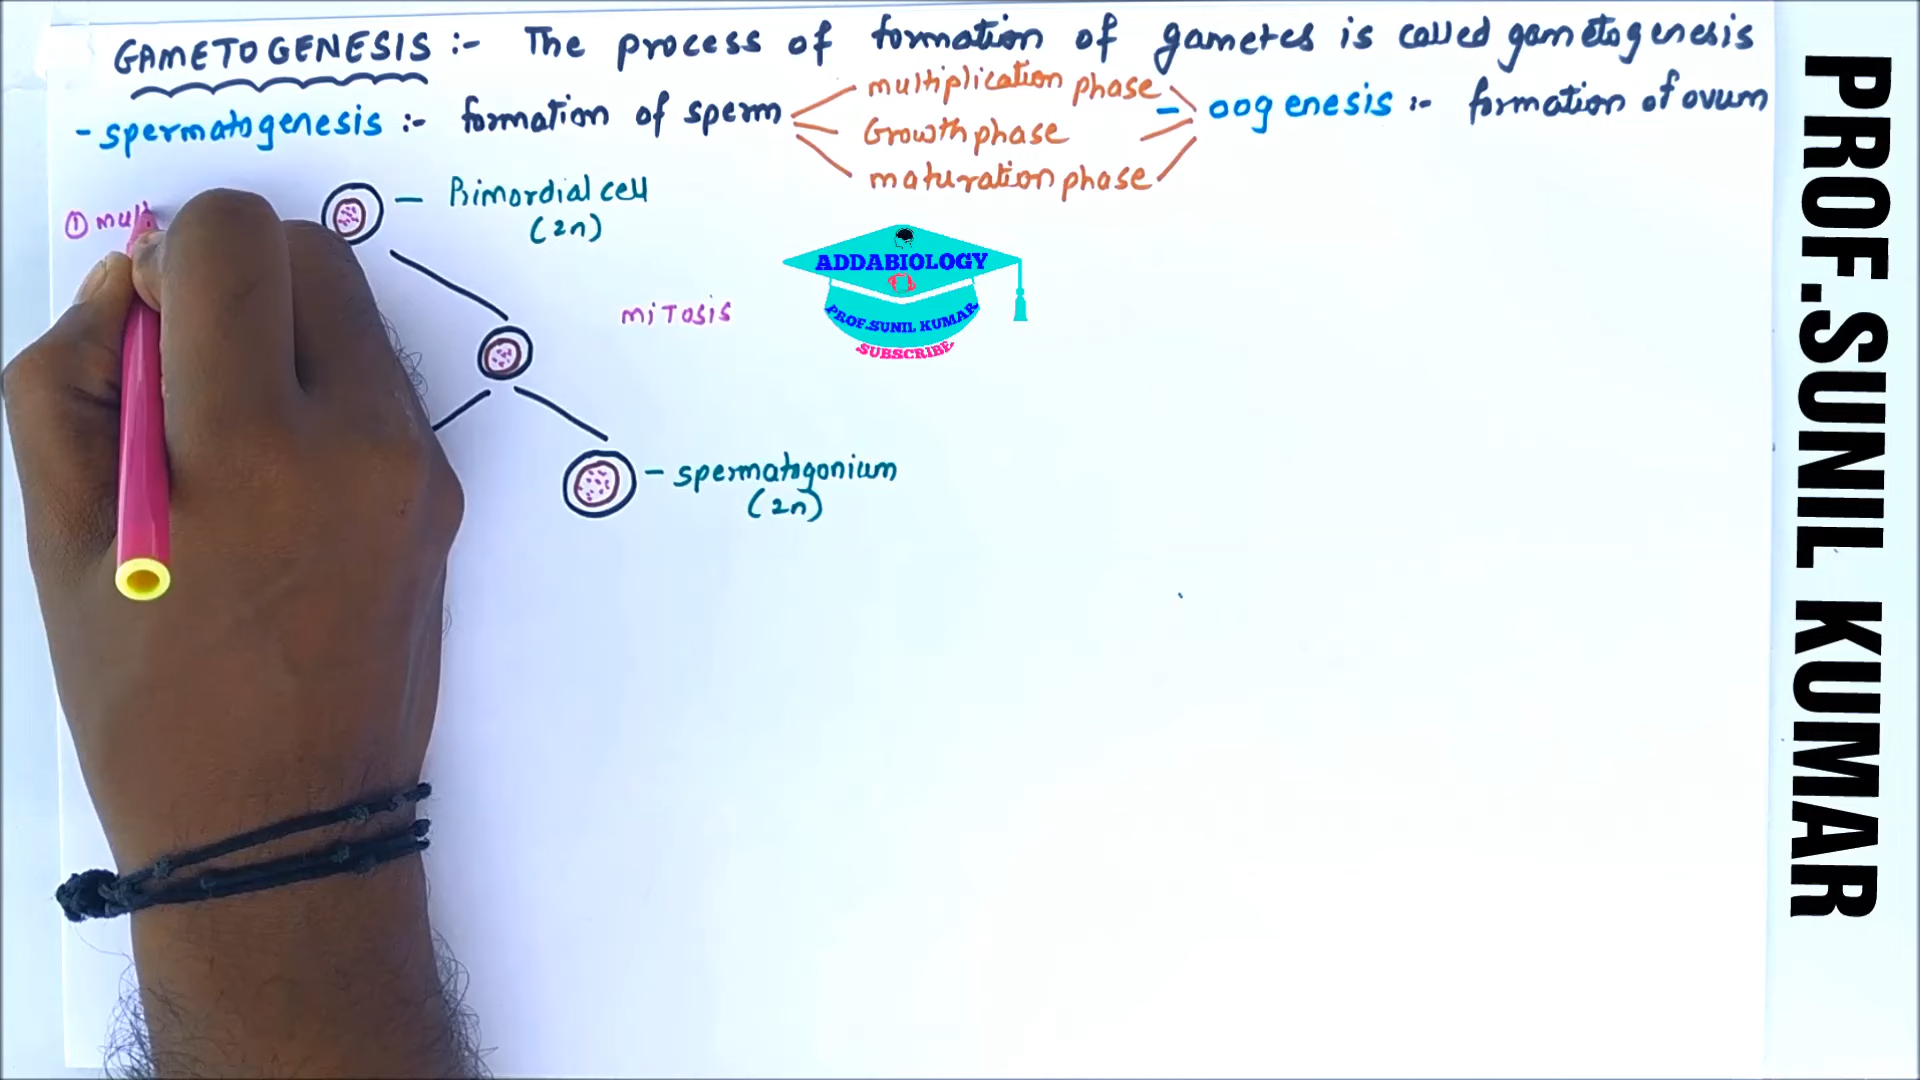 GAMETOGENESIS :- The process of formation of gametes is called gametogenesis
- spermatogenesis :- formation of sperm
multiplication phase
Growth phase
maturation phase
- oogenesis :- formation of ovum
① mult
- Primordial cell
(2n)
mitosis
- spermatogonium
(2n)
ADDABIOLOGY
PROF.SUNIL KUMAR
SUBSCRIBE
PROF.SUNIL KUMAR